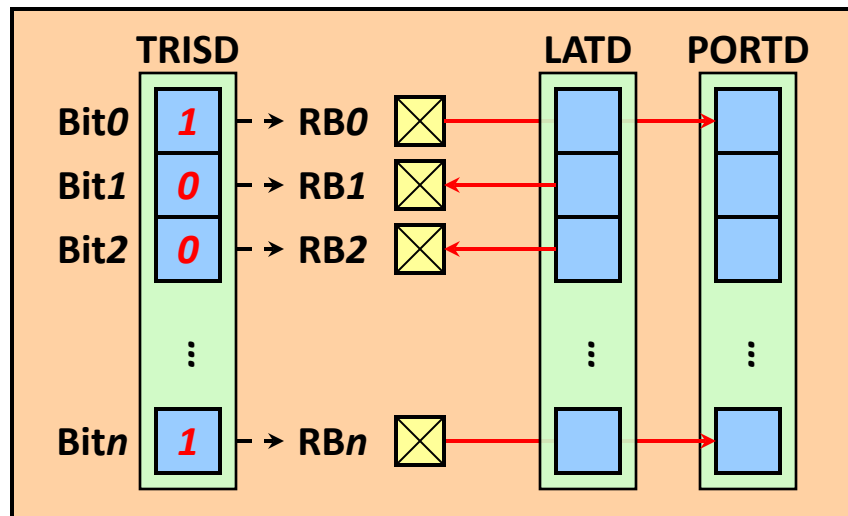 TRISD LATD PORTD
Bit0 1 RB0
Bit1 0 RB1
Bit2 0 RB2
... ... ...
Bitn 1 RBn